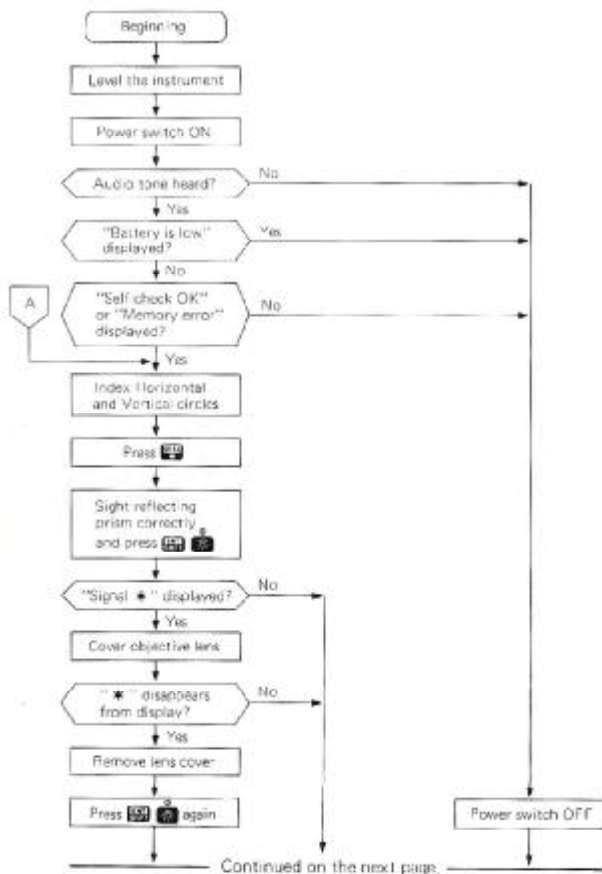 Beginning
Level the instrument
Power switch ON
Audio tone heard?
No
Yes
"Battery is low"
displayed?
Yes
No
A
"Self check OK"
or "Memory error"
displayed?
No
Yes
Index Horizontal
and Vertical circles
Press
Sight reflecting
prism correctly
and press
"Signal ✱" displayed?
No
Yes
Cover objective lens
"✱" disappears
from display?
No
Yes
Remove lens cover
Press again
Power switch OFF
Continued on the next page.